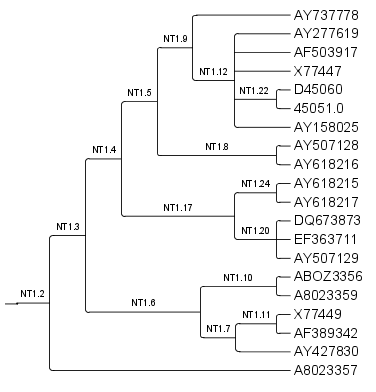 AY737778
NT1.9
AY277619
AF503917
NT1.12
X77447
NT1.5
NT1.22
D45060
45051.0
AY158025
NT1.4
NT1.8
AY507128
AY618216
NT1.24
AY618215
AY618217
NT1.17
NT1.3
NT1.20
DQ673873
EF363711
AY507129
NT1.10
ABOZ3356
A8023359
NT1.2
NT1.6
NT1.11
X77449
AF389342
NT1.7
AY427830
A8023357